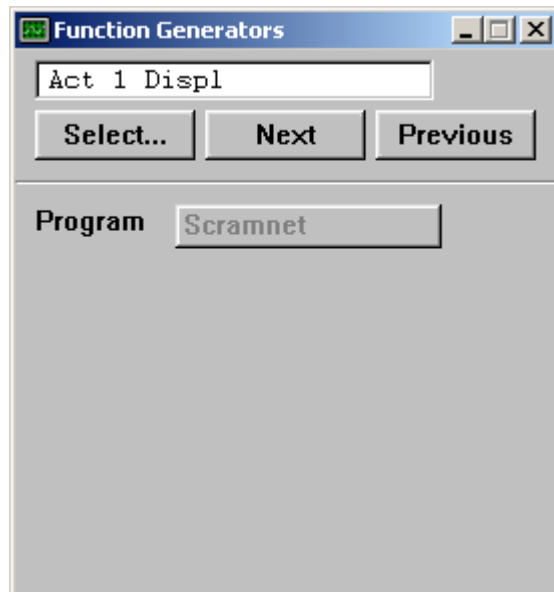 Function Generators
Act 1 Displ
Select... Next Previous
Program Scramnet